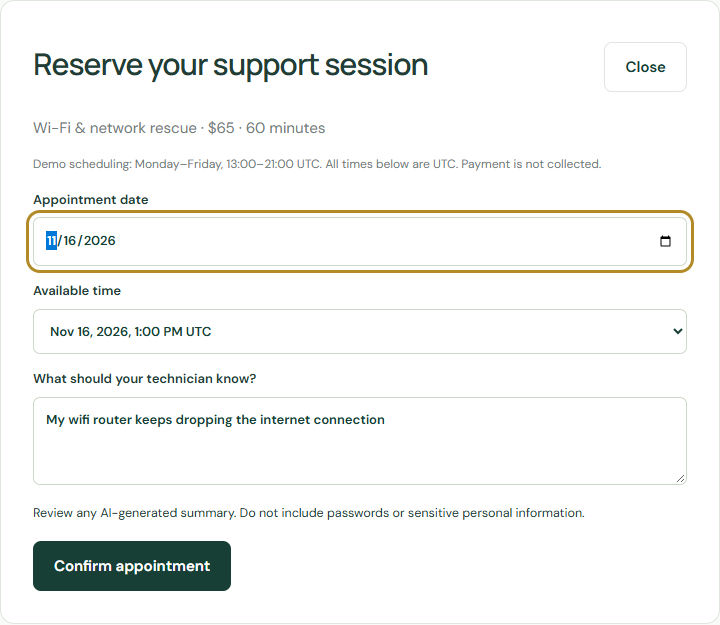 Reserve your support session
Close
Wi-Fi & network rescue · $65 · 60 minutes
Demo scheduling: Monday–Friday, 13:00–21:00 UTC. All times below are UTC. Payment is not collected.
Appointment date
11/16/2026
Available time
Nov 16, 2026, 1:00 PM UTC
What should your technician know?
My wifi router keeps dropping the internet connection
Review any AI-generated summary. Do not include passwords or sensitive personal information.
Confirm appointment